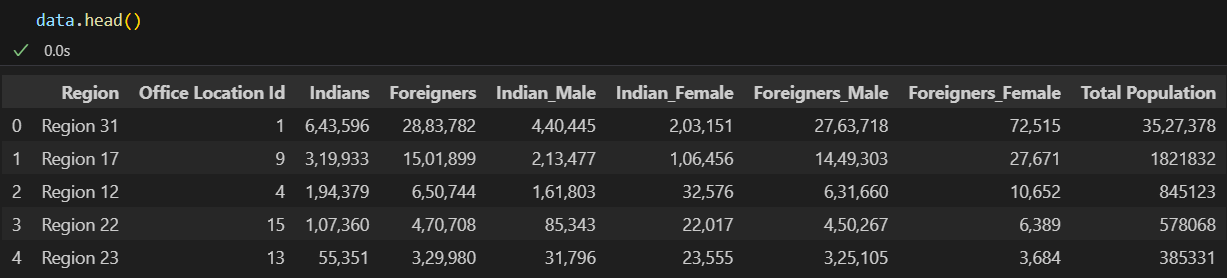 data.head()
0.0s
Region Office Location Id Indians Foreigners Indian_Male Indian_Female Foreigners_Male Foreigners_Female Total Population
0 Region 31 1 6,43,596 28,83,782 4,40,445 2,03,151 27,63,718 72,515 35,27,378
1 Region 17 9 3,19,933 15,01,899 2,13,477 1,06,456 14,49,303 27,671 1821832
2 Region 12 4 1,94,379 6,50,744 1,61,803 32,576 6,31,660 10,652 845123
3 Region 22 15 1,07,360 4,70,708 85,343 22,017 4,50,267 6,389 578068
4 Region 23 13 55,351 3,29,980 31,796 23,555 3,25,105 3,684 385331